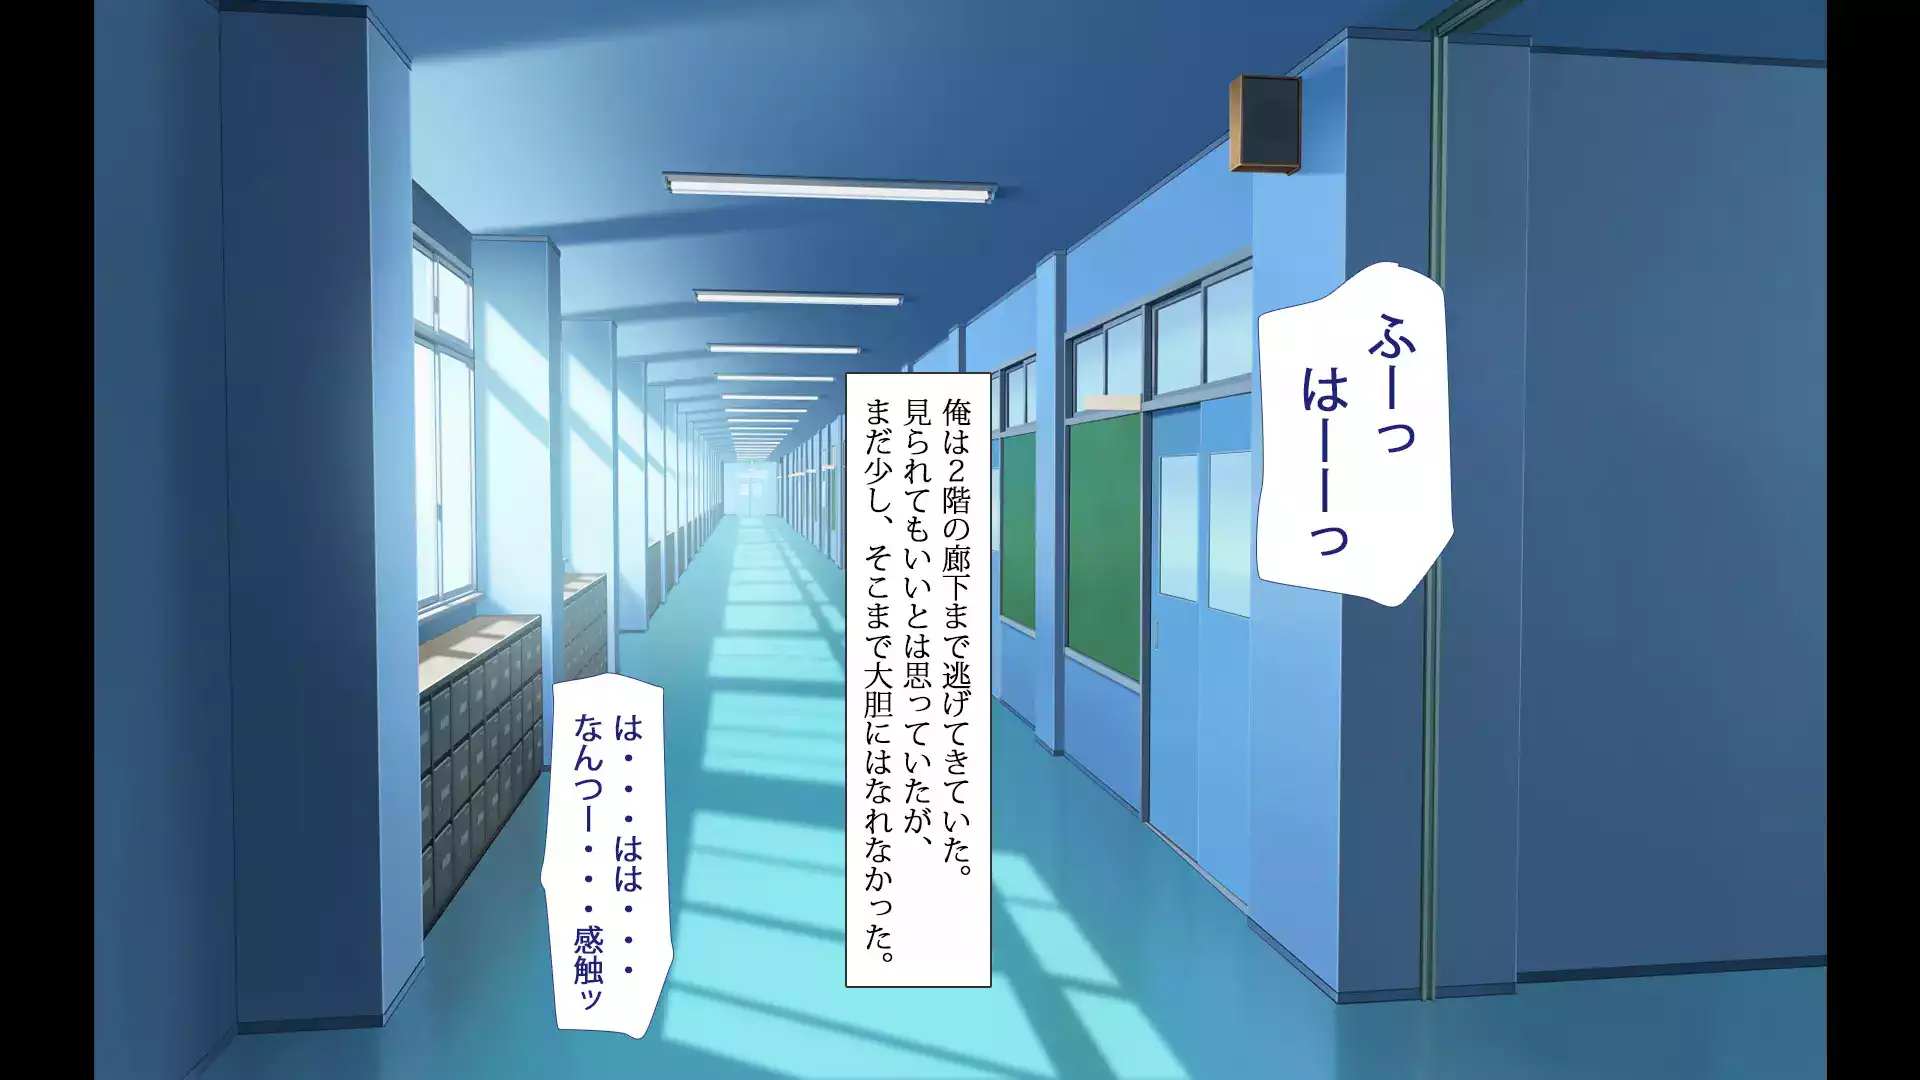 ふーっ
はーーーっ
俺は２階の廊下まで逃げてきていた。
見られてもいいとは思っていたが、
まだ少し、そこまで大胆にはなれなかった。
は・・・はは・・・
なんつー・・・感触ッ